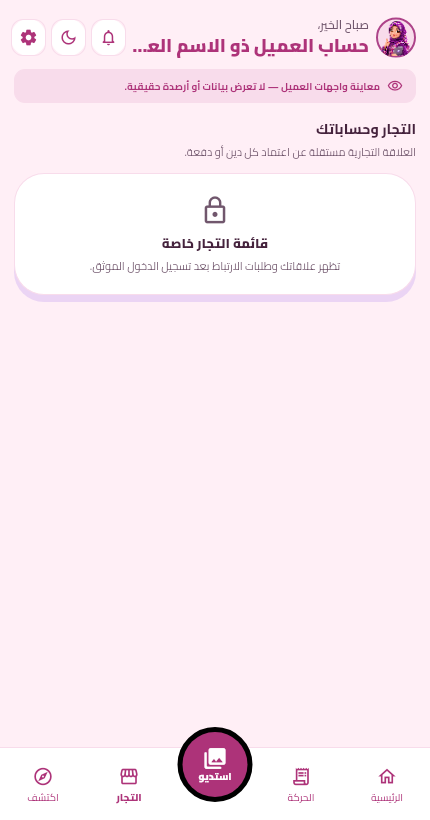 صباح الخير،
حساب العميل ذو الاسم الع...
معاينة واجهات العميل — لا تعرض بيانات أو أرصدة حقيقية.
التجار وحساباتك
العلاقة التجارية مستقلة عن اعتماد كل دين أو دفعة.
قائمة التجار خاصة
تظهر علاقاتك وطلبات الارتباط بعد تسجيل الدخول الموثق.
الرئيسية
الحركة
استديو
التجار
اكتشف